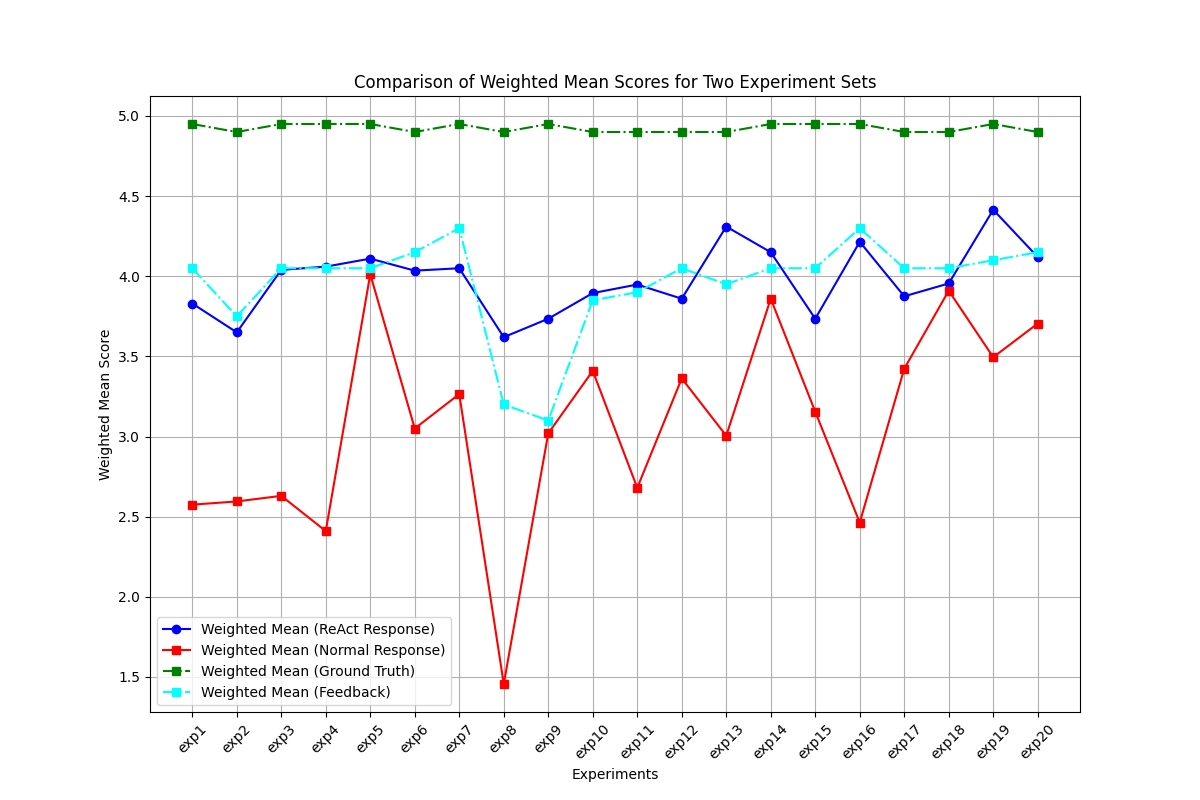 Comparison of Weighted Mean Scores for Two Experiment Sets
Weighted Mean Score
5.0
4.5
4.0
3.5
3.0
2.5
2.0
1.5
Weighted Mean (ReAct Response)
Weighted Mean (Normal Response)
Weighted Mean (Ground Truth)
Weighted Mean (Feedback)
exp1 exp2 exp3 exp4 exp5 exp6 exp7 exp8 exp9 exp10 exp11 exp12 exp13 exp14 exp15 exp16 exp17 exp18 exp19 exp20
Experiments